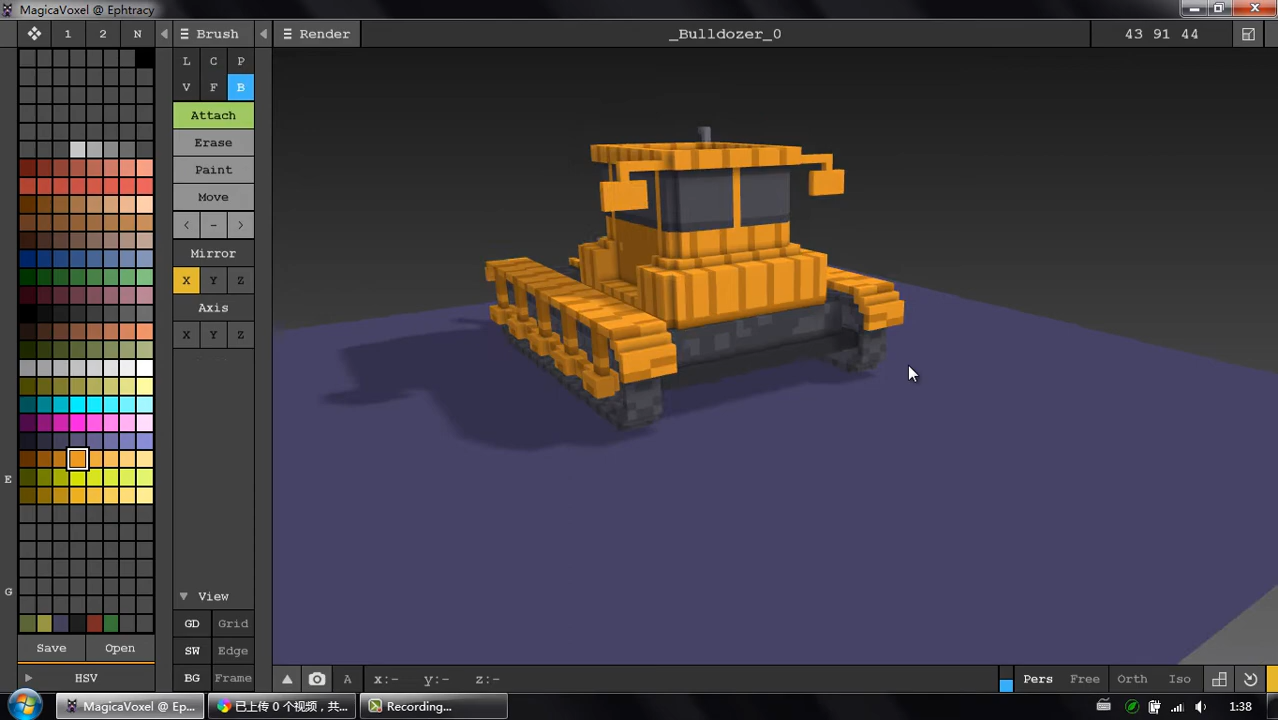 MagicaVoxel @ Ephtracy
1 2 N
Brush
Render
_Bulldozer_0
43 91 44
L C P
V F B
Attach
Erase
Paint
Move
< - >
Mirror
X Y Z
Axis
X Y Z
E
G
View
GD Grid
SW Edge
BG Frame
Save Open
HSV
A x:- y:- z:-
Pers Free Orth Iso
MagicaVoxel @ Ep...
已上传 0 个视频，共...
Recording...
1:38